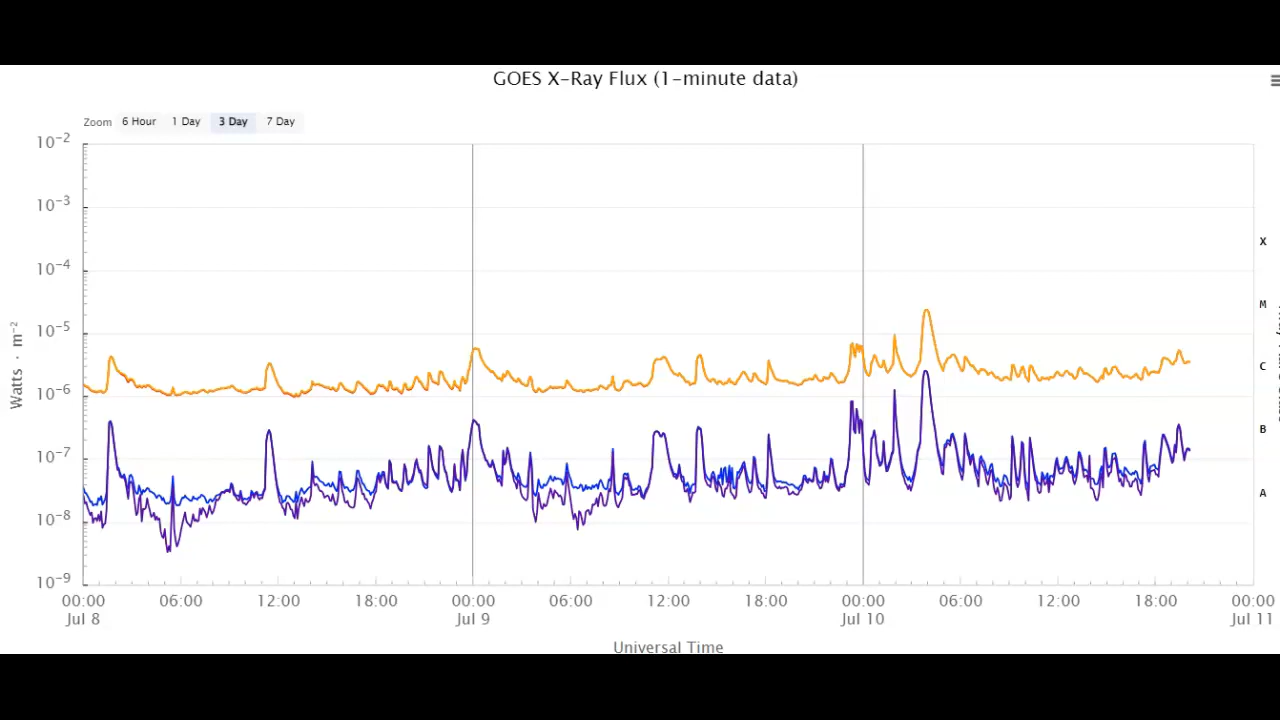 GOES X-Ray Flux (1-minute data)
Zoom 6 Hour 1 Day 3 Day 7 Day
10⁻²
10⁻³
10⁻⁴
10⁻⁵
10⁻⁶
10⁻⁷
10⁻⁸
10⁻⁹
Watts · m⁻²
X
M
C
B
A
00:00 06:00 12:00 18:00 00:00 06:00 12:00 18:00 00:00 06:00 12:00 18:00 00:00
Jul 8 Jul 9 Jul 10 Jul 11
Universal Time